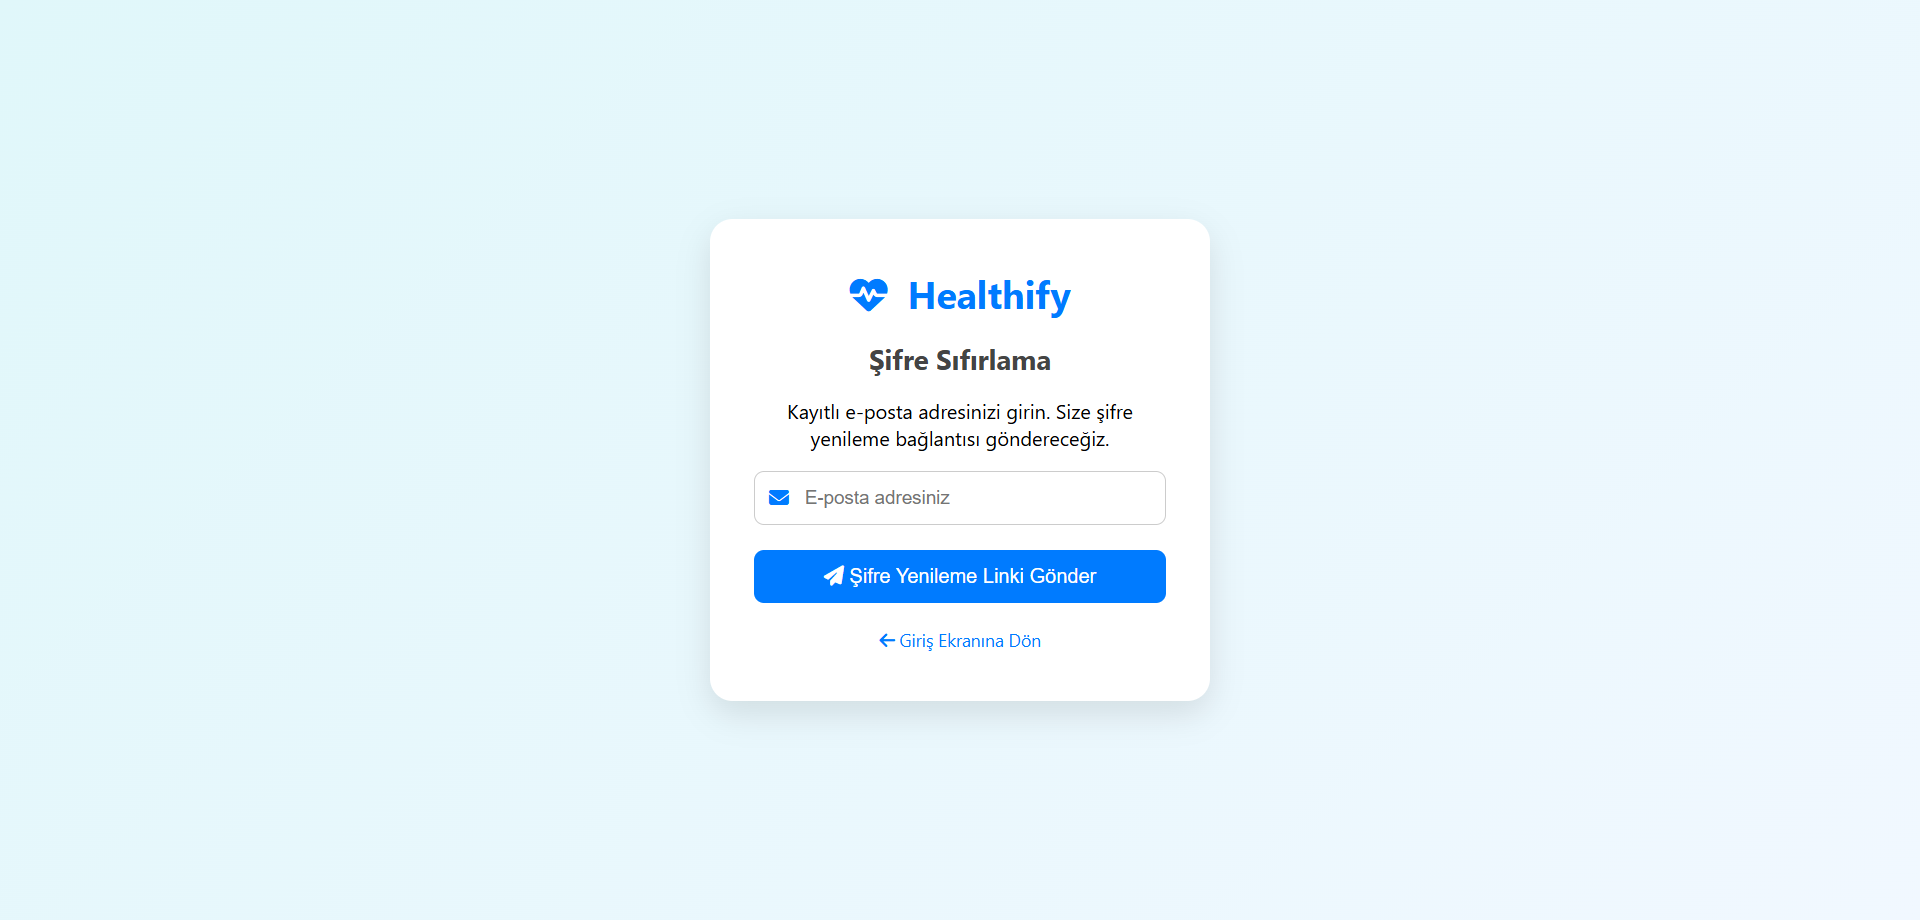 Healthify
Şifre Sıfırlama
Kayıtlı e-posta adresinizi girin. Size şifre
yenileme bağlantısı göndereceğiz.
E-posta adresiniz
Şifre Yenileme Linki Gönder
Giriş Ekranına Dön